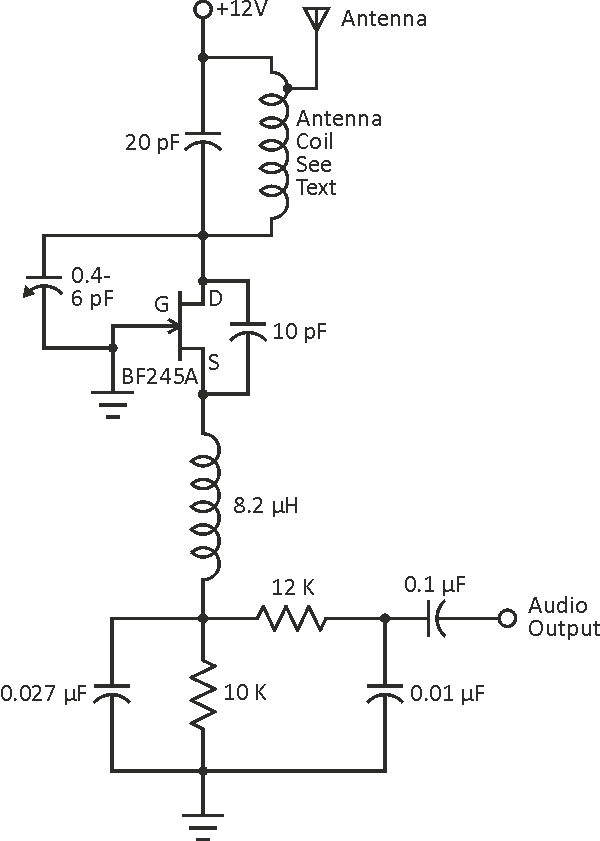 +12V
Antenna
20 pF
Antenna
Coil
See
Text
0.4-
6 pF
G
D
10 pF
S
BF245A
8.2 µH
12 K
0.1 µF
Audio
Output
0.027 µF
10 K
0.01 µF